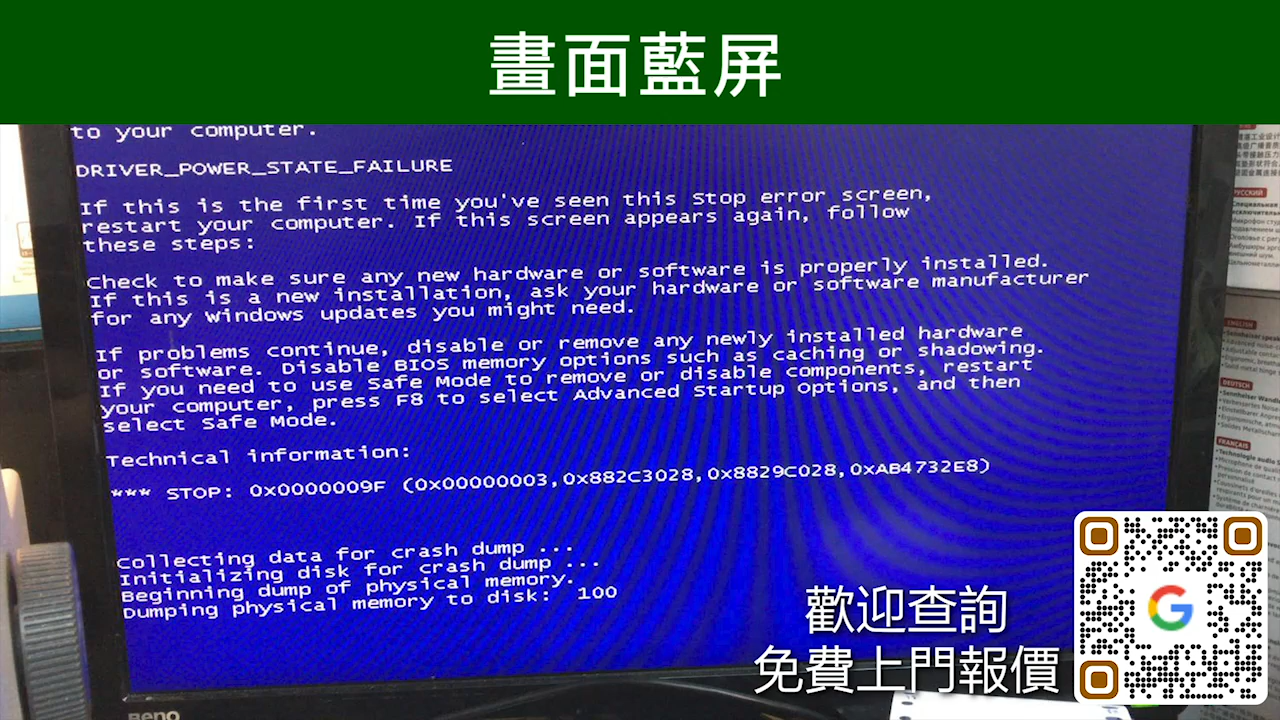 畫面藍屏
to your computer.
DRIVER_POWER_STATE_FAILURE
If this is the first time you've seen this Stop error screen,
restart your computer. If this screen appears again, follow
these steps:
Check to make sure any new hardware or software is properly installed.
If this is a new installation, ask your hardware or software manufacturer
for any Windows updates you might need.
If problems continue, disable or remove any newly installed hardware
or software. Disable BIOS memory options such as caching or shadowing.
If you need to use Safe Mode to remove or disable components, restart
your computer, press F8 to select Advanced Startup Options, and then
select Safe Mode.
Technical information:
*** STOP: 0x0000009F (0x00000003,0x882C3028,0x8829C028,0xAB4732E8)
Collecting data for crash dump ...
Initializing disk for crash dump ...
Beginning dump of physical memory.
Dumping physical memory to disk: 100
歡迎查詢
免費上門報價
BenQ
РУССКИЙ
ENGLISH
DEUTSCH
FRANÇAIS